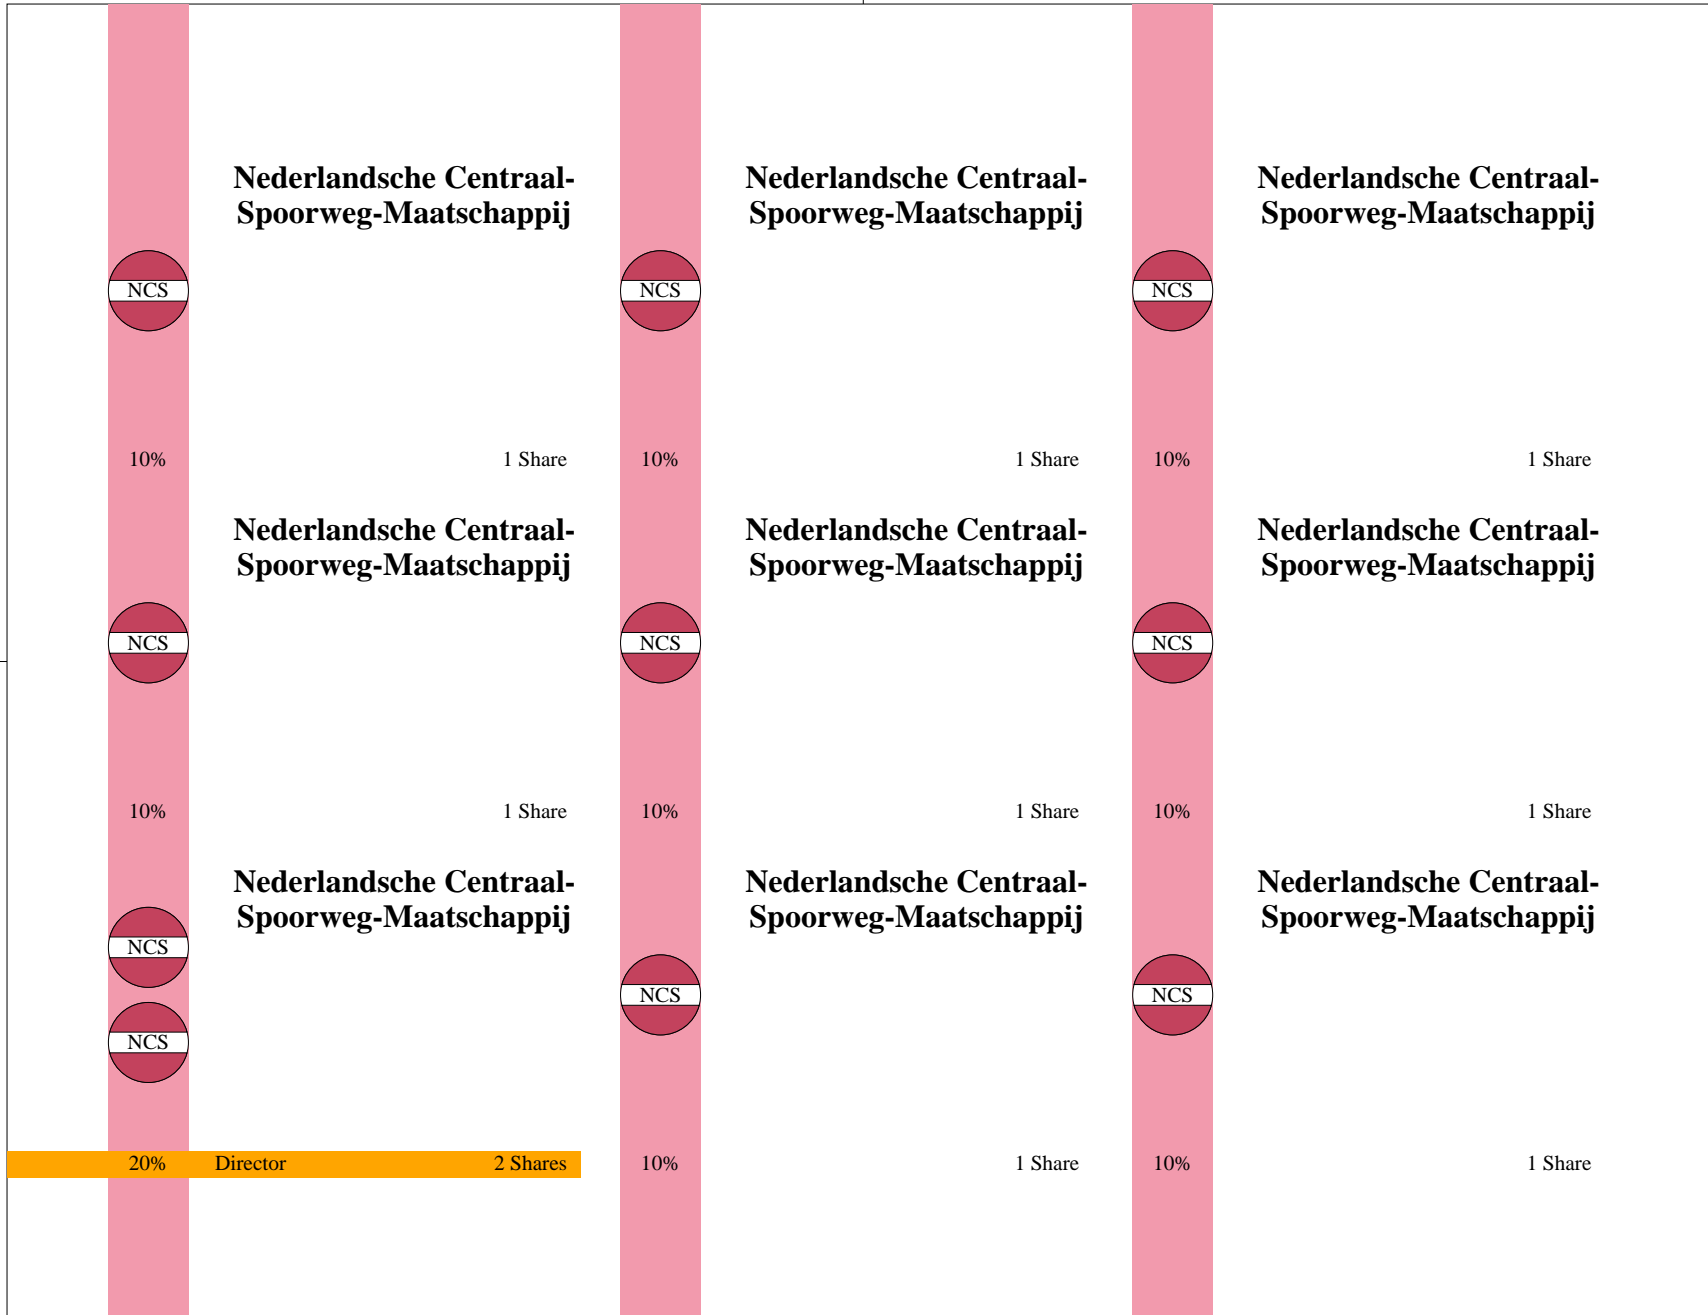 Nederlandsche Centraal-
Spoorweg-Maatschappij
NCS
10%
1 Share
Nederlandsche Centraal-
Spoorweg-Maatschappij
NCS
10%
1 Share
Nederlandsche Centraal-
Spoorweg-Maatschappij
NCS
10%
1 Share
Nederlandsche Centraal-
Spoorweg-Maatschappij
NCS
10%
1 Share
Nederlandsche Centraal-
Spoorweg-Maatschappij
NCS
10%
1 Share
Nederlandsche Centraal-
Spoorweg-Maatschappij
NCS
10%
1 Share
Nederlandsche Centraal-
Spoorweg-Maatschappij
NCS
NCS
20% Director 2 Shares
Nederlandsche Centraal-
Spoorweg-Maatschappij
NCS
10%
1 Share
Nederlandsche Centraal-
Spoorweg-Maatschappij
NCS
10%
1 Share